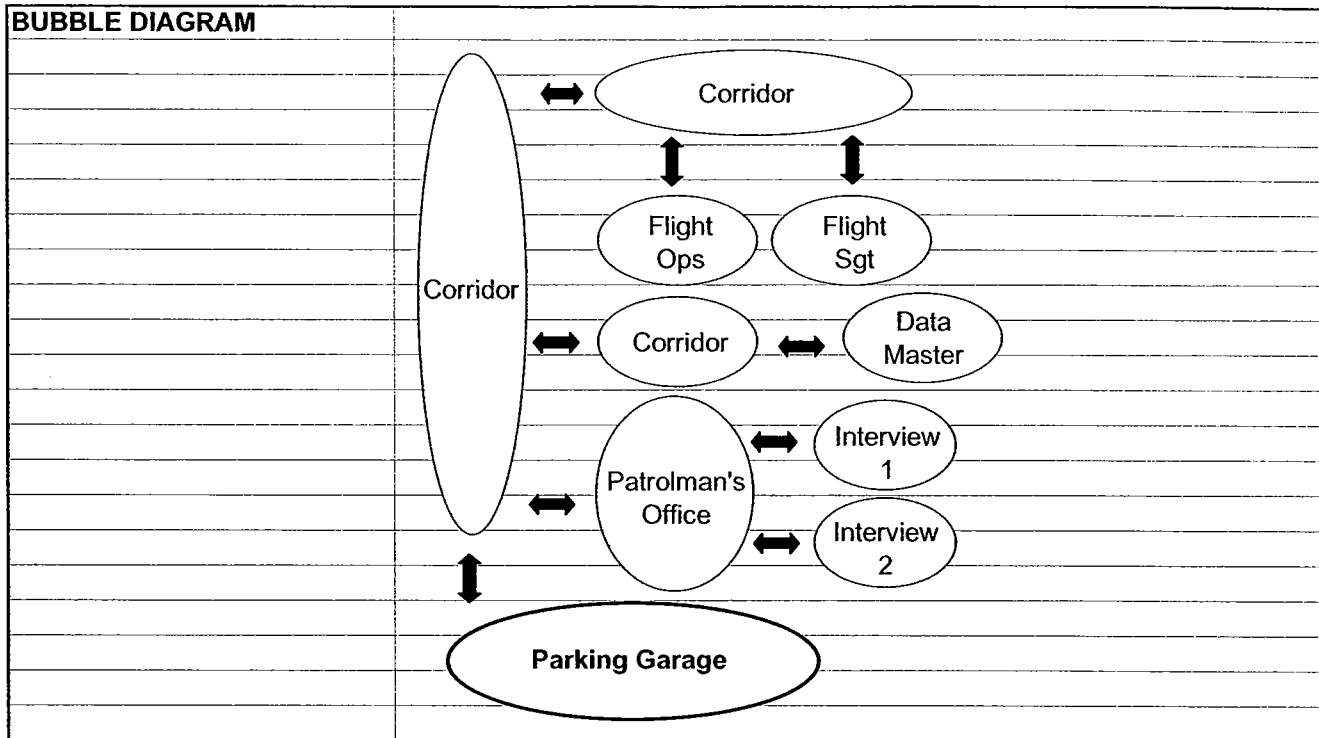 BUBBLE DIAGRAM
Corridor
Flight
Ops
Flight
Sgt
Corridor
Corridor
Data
Master
Patrolman's
Office
Interview
1
Interview
2
Parking Garage